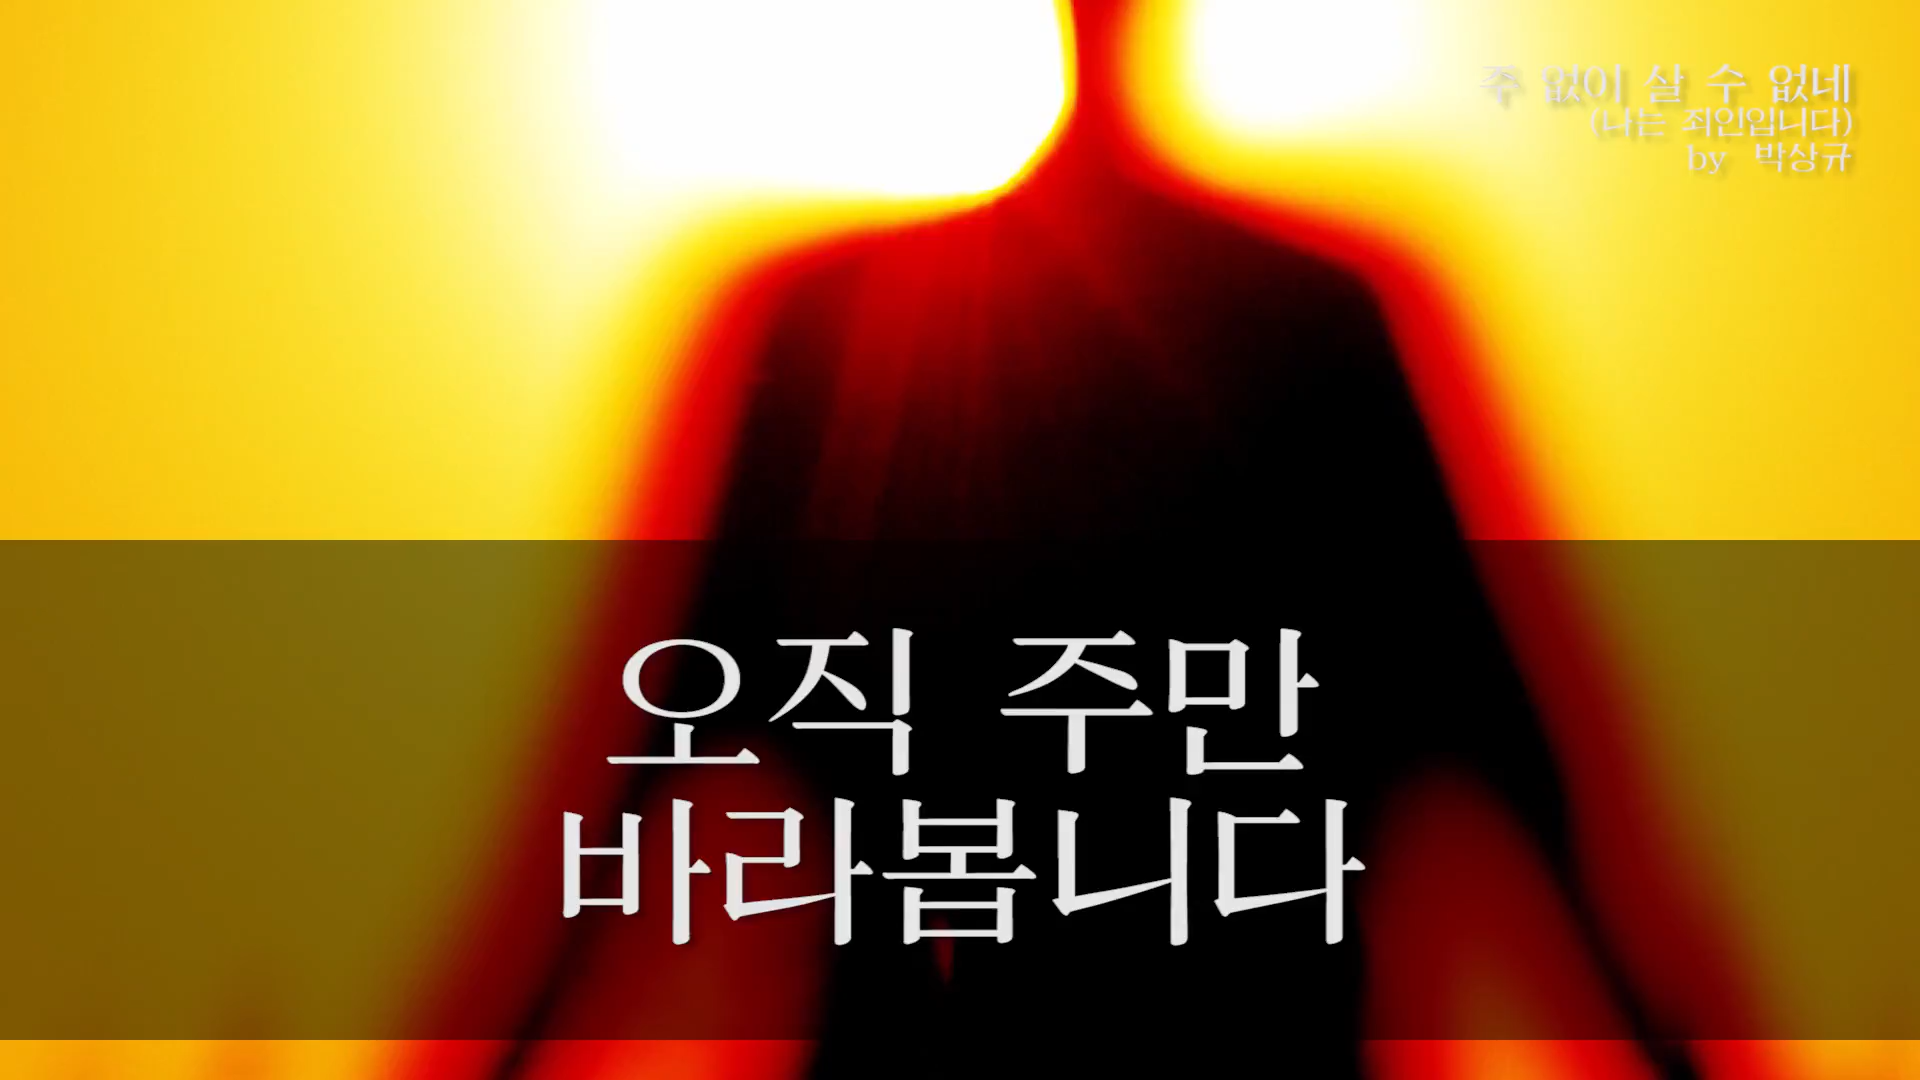 주 없이 살 수 없네
(나는 죄인입니다)
by 박상규
오직 주만
바라봅니다